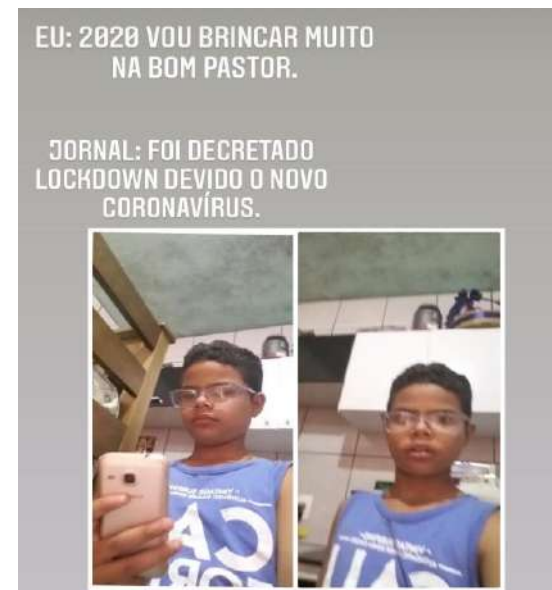 EU: 2020 VOU BRINCAR MUITO
NA BOM PASTOR.
JORNAL: FOI DECRETADO
LOCKDOWN DEVIDO O NOVO
CORONAVÍRUS.